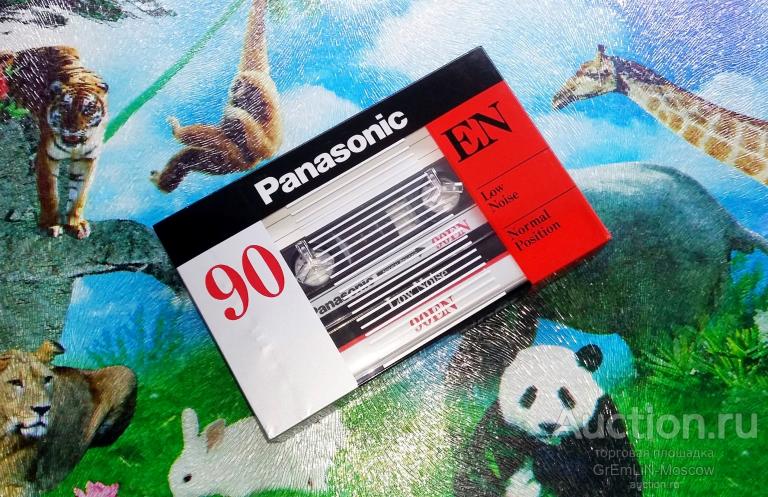 Panasonic
EN
Low
Noise
Normal
Position
90
Panasonic
Low Noise
Auction.ru
торговая площадка
GrEmLiN-Moscow
auction.ru